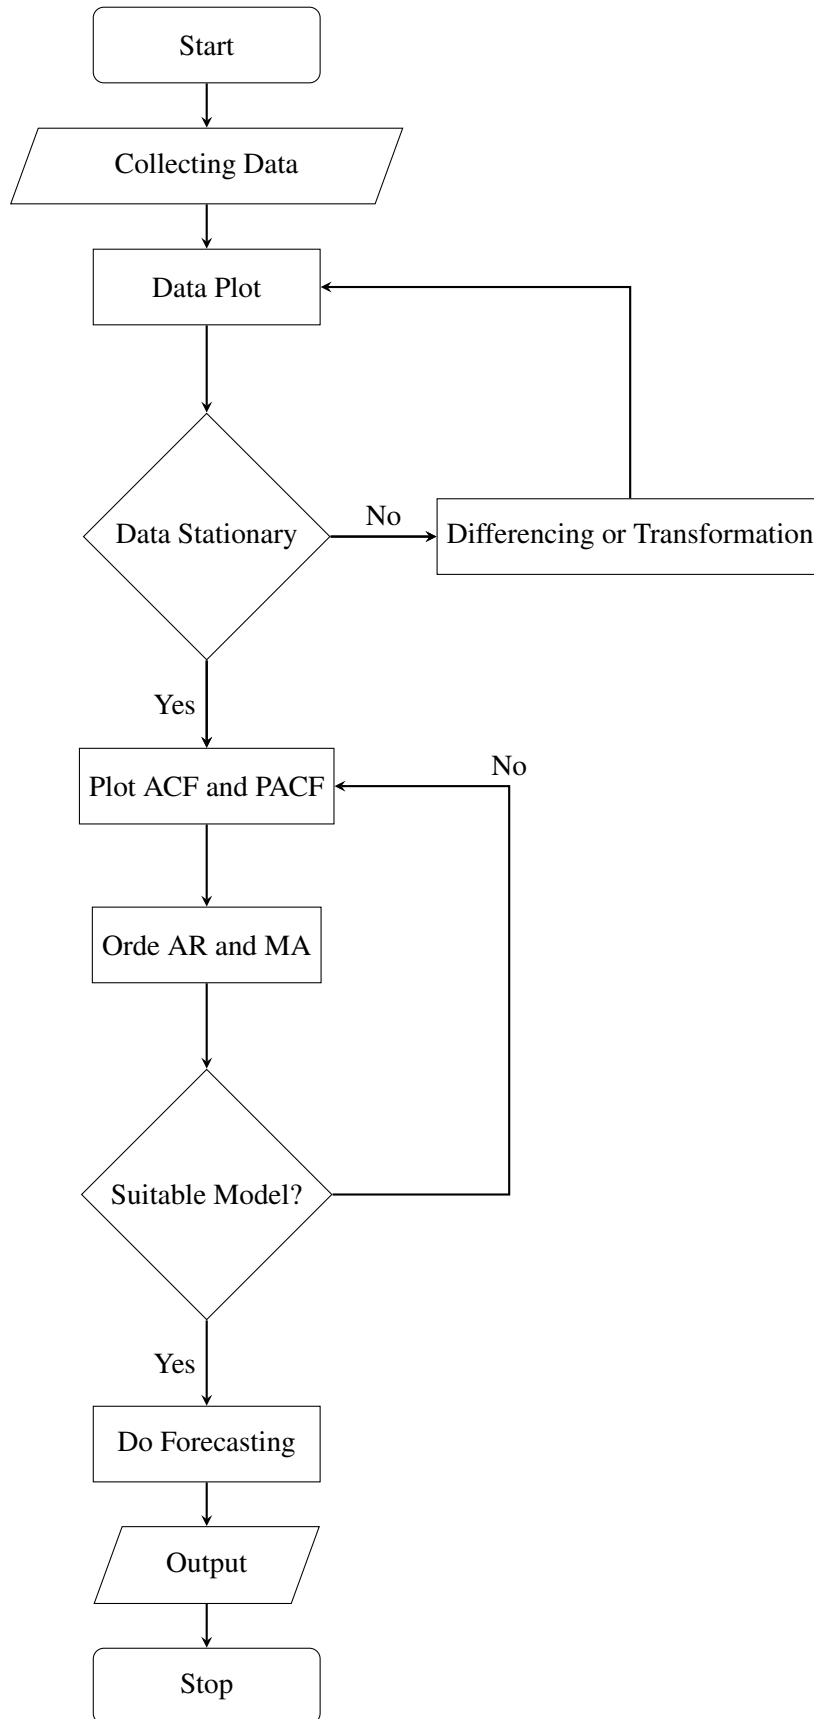 Start
Collecting Data
Data Plot
Data Stationary
No
Differencing or Transformation
Yes
Plot ACF and PACF
No
Orde AR and MA
Suitable Model?
Yes
Do Forecasting
Output
Stop